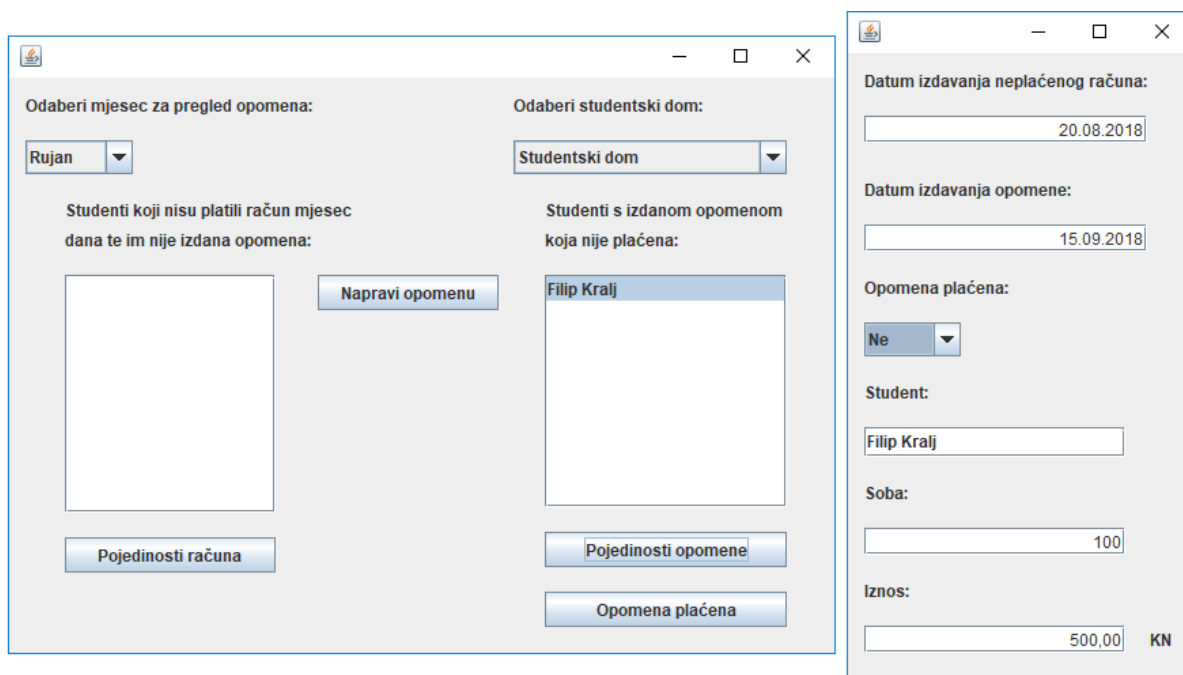 Odaberi mjesec za pregled opomena:
Odaberi studentski dom:
Rujan
Studentski dom
Studenti koji nisu platili račun mjesec
dana te im nije izdana opomena:
Studenti s izdanom opomenom
koja nije plaćena:
Napravi opomenu
Filip Kralj
Pojedinosti računa
Pojedinosti opomene
Opomena plaćena
Datum izdavanja neplaćenog računa:
20.08.2018
Datum izdavanja opomene:
15.09.2018
Opomena plaćena:
Ne
Student:
Filip Kralj
Soba:
100
Iznos:
500,00 KN